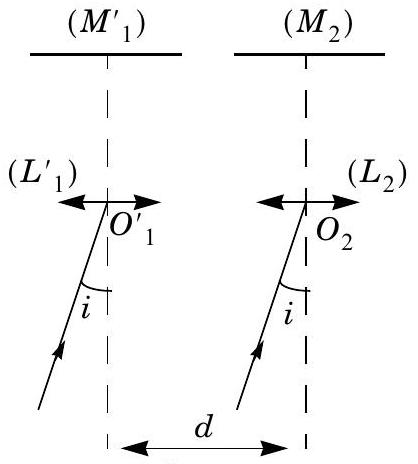 (M'₁) (M₂)
(L'₁) (L₂)
O'₁ O₂
i i
d